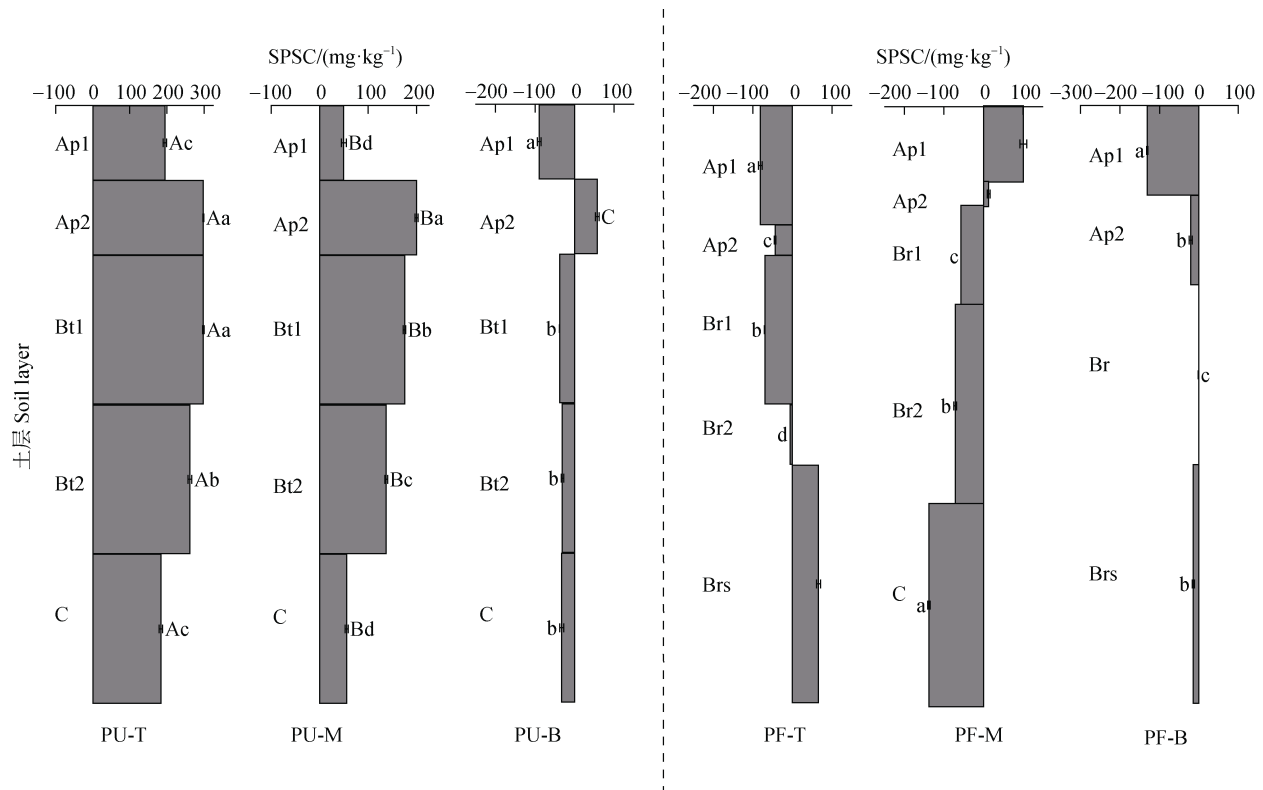 SPSC/(mg·kg⁻¹)
−100 0 100 200 300
Ap1
Ac
Ap2
Aa
Bt1
Aa
Bt2
Ab
C
Ac
PU-T
−100 0 100 200
Ap1
Bd
Ap2
Ba
Bt1
Bb
Bt2
Bc
C
Bd
PU-M
−200 −100 0 100
Ap1
a
Ap2
C
Bt1
b
Bt2
b
C
b
PU-B
土层 Soil layer
SPSC/(mg·kg⁻¹)
−200 −100 0 100
Ap1
a
Ap2
c
Br1
b
Br2
d
Brs
PF-T
−200 −100 0 100
Ap1
Ap2
Br1
c
Br2
b
C
a
PF-M
−300 −200 −100 0 100
Ap1
a
Ap2
b
Br
c
Brs
b
PF-B